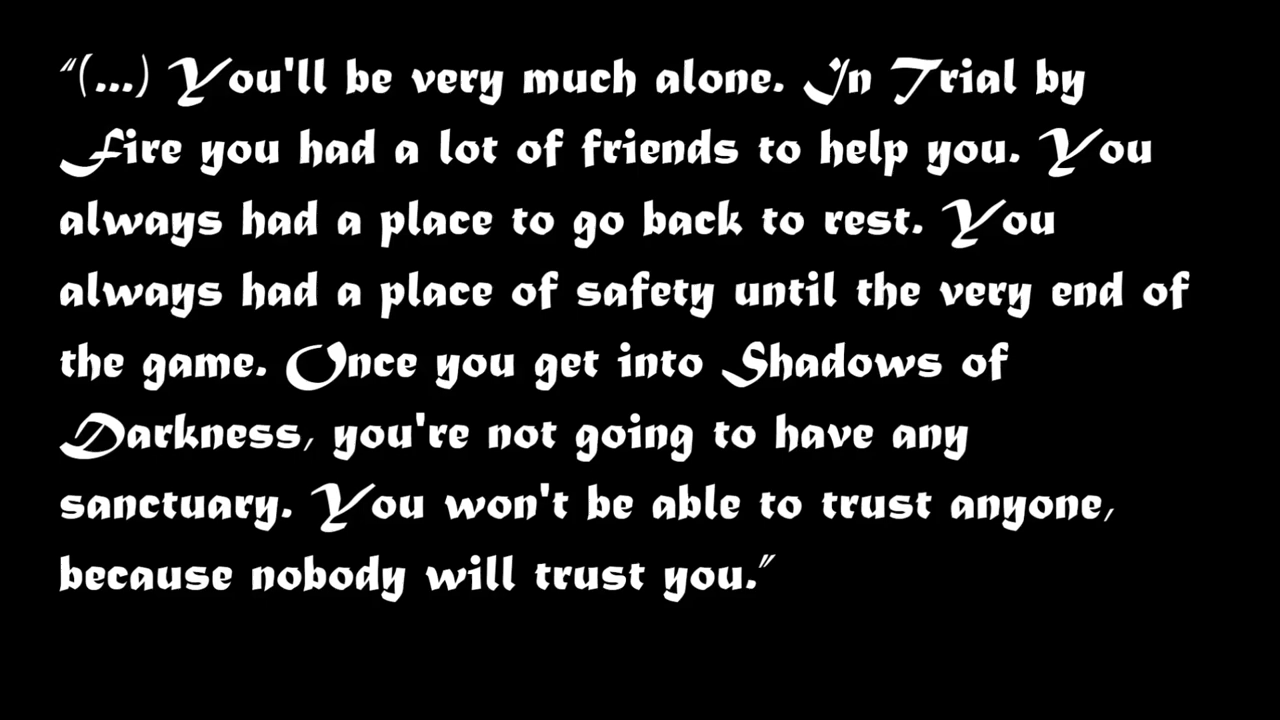 "(...) You'll be very much alone. In Trial by
Fire you had a lot of friends to help you. You
always had a place to go back to rest. You
always had a place of safety until the very end of
the game. Once you get into Shadows of
Darkness, you're not going to have any
sanctuary. You won't be able to trust anyone,
because nobody will trust you."